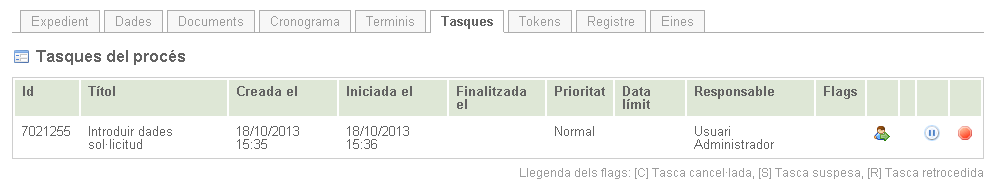 Expedient Dades Documents Cronograma Terminis Tasques Tokens Registre Eines
Tasques del procés
Id Títol Creada el Iniciada el Finalitzada el Prioritat Data límit Responsable Flags
7021255 Introduir dades sol·licitud 18/10/2013 15:35 18/10/2013 15:36 Normal Usuari Administrador
Llegenda dels flags: [C] Tasca cancel·lada, [S] Tasca suspesa, [R] Tasca retrocedida